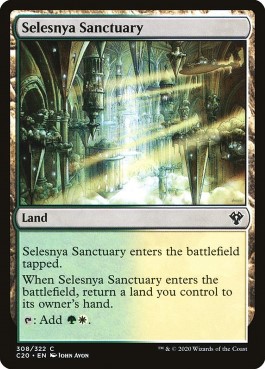 Selesnya Sanctuary
Land
Selesnya Sanctuary enters the battlefield
tapped.
When Selesnya Sanctuary enters the
battlefield, return a land you control to
its owner's hand.
: Add .
308/322 C
C20 • EN John Avon
™ & © 2020 Wizards of the Coast